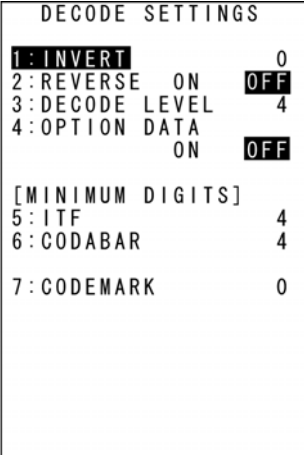 DECODE SETTINGS
1:INVERT 0
2:REVERSE ON OFF
3:DECODE LEVEL 4
4:OPTION DATA
ON OFF
[MINIMUM DIGITS]
5:ITF 4
6:CODABAR 4
7:CODEMARK 0